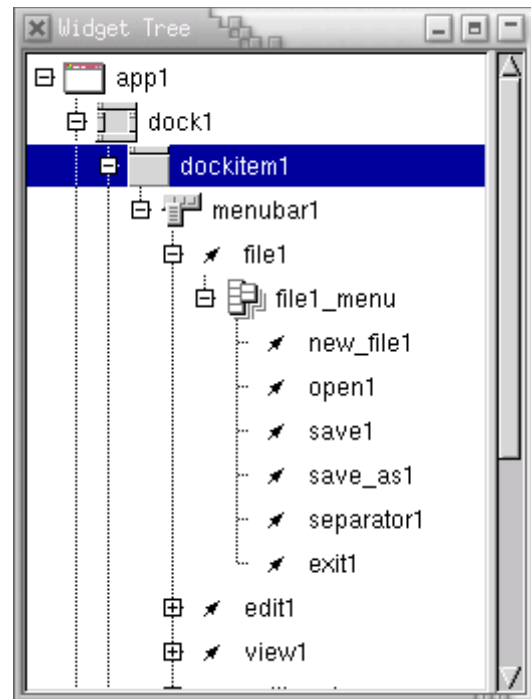 Widget Tree
app1
dock1
dockitem1
menubar1
file1
file1_menu
new_file1
open1
save1
save_as1
separator1
exit1
edit1
view1